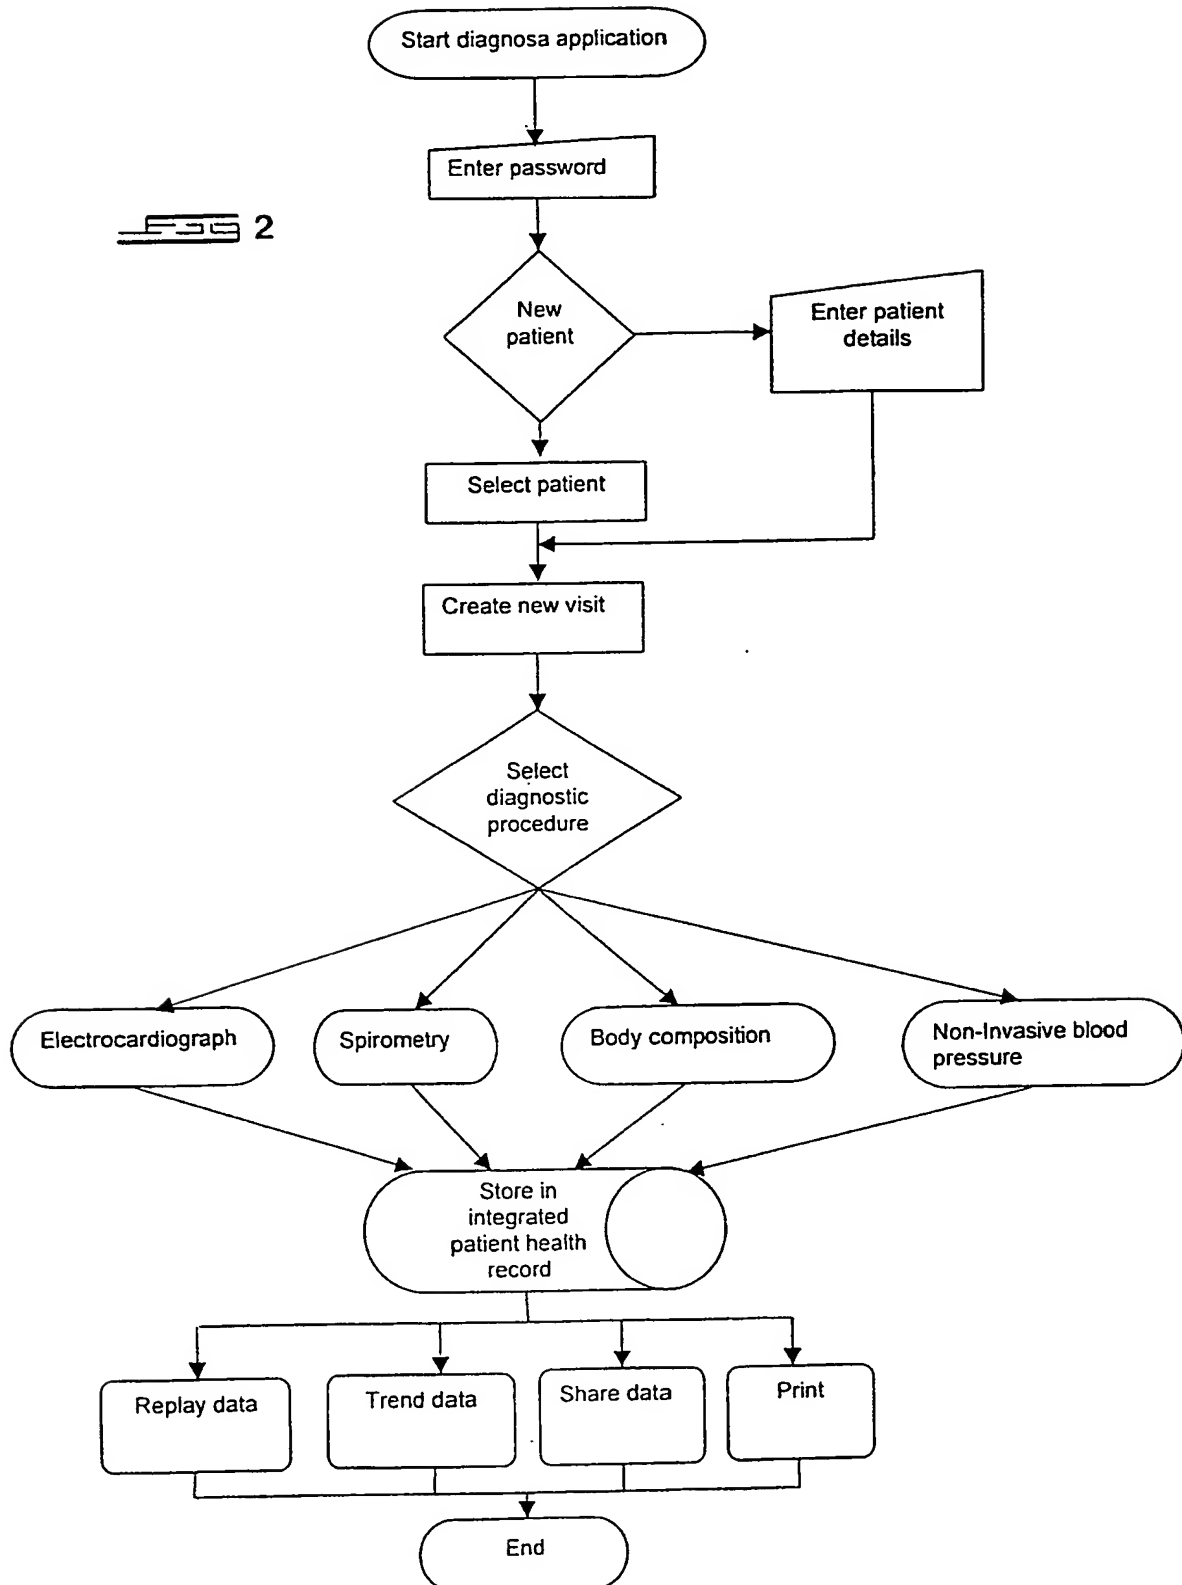 Start diagnosa application
Enter password
FIG 2
New
patient
Enter patient
details
Select patient
Create new visit
Select
diagnostic
procedure
Electrocardiograph
Spirometry
Body composition
Non-Invasive blood
pressure
Store in
integrated
patient health
record
Replay data
Trend data
Share data
Print
End